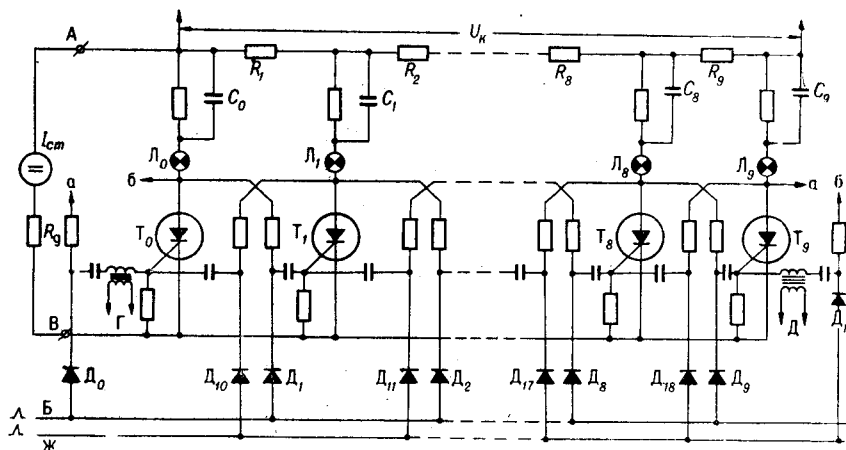 A
U_к
R_1
R_2
R_8
R_9
C_0
C_1
C_8
C_9
I_ст
Л_0
Л_1
Л_8
Л_9
а
б
а
б
R_g
T_0
T_1
T_8
T_9
В
Г
Д
Д_0
Д_10
Д_1
Д_11
Д_2
Д_17
Д_8
Д_18
Д_9
Б
Ж